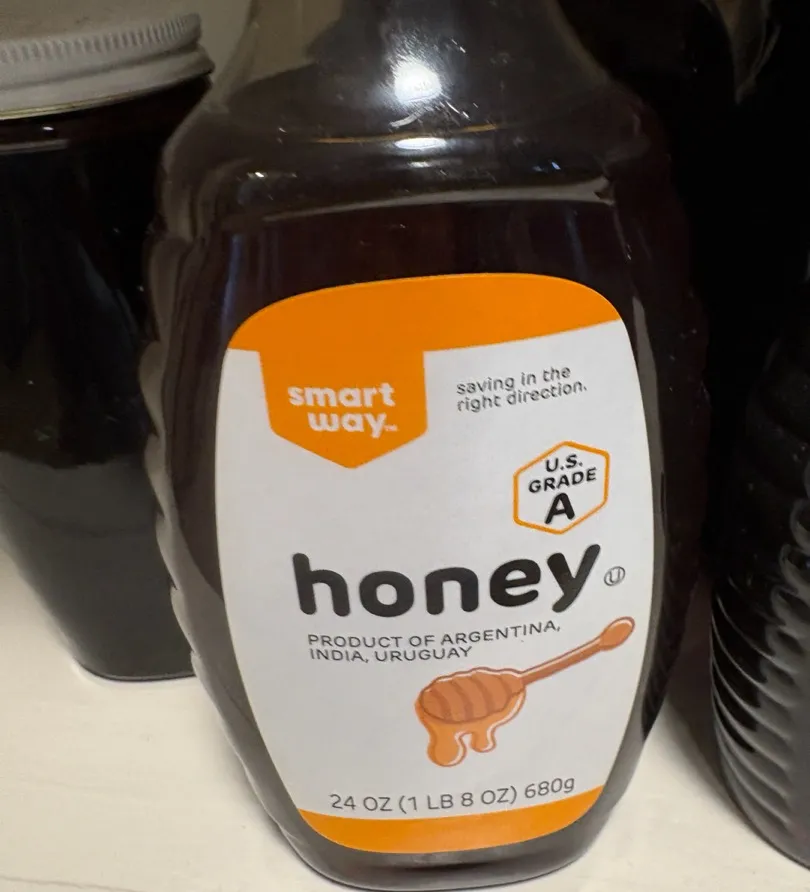 smart
way™
saving in the
right direction.
U.S.
GRADE
A
honey
U
PRODUCT OF ARGENTINA,
INDIA, URUGUAY
24 OZ (1 LB 8 OZ) 680g